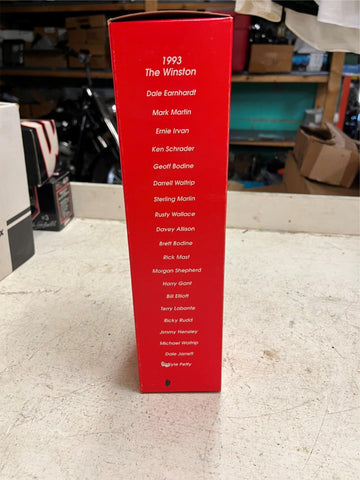 1993
The Winston
Dale Earnhardt
Mark Martin
Ernie Irvan
Ken Schrader
Geoff Bodine
Darrell Waltrip
Sterling Marlin
Rusty Wallace
Davey Allison
Brett Bodine
Rick Mast
Morgan Shepherd
Harry Gant
Bill Elliott
Terry Labonte
Ricky Rudd
Jimmy Hensley
Michael Waltrip
Dale Jarrett
Petty